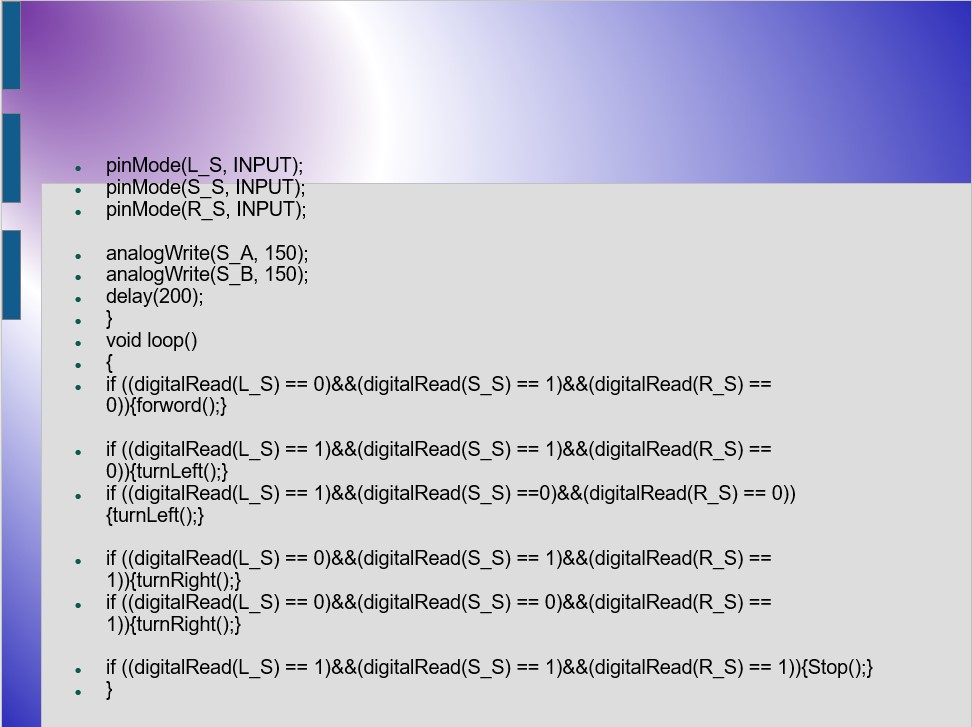 pinMode(L_S, INPUT);
pinMode(S_S, INPUT);
pinMode(R_S, INPUT);
analogWrite(S_A, 150);
analogWrite(S_B, 150);
delay(200);
}
void loop()
{
if ((digitalRead(L_S) == 0)&&(digitalRead(S_S) == 1)&&(digitalRead(R_S) ==
0)){forword();}
if ((digitalRead(L_S) == 1)&&(digitalRead(S_S) == 1)&&(digitalRead(R_S) ==
0)){turnLeft();}
if ((digitalRead(L_S) == 1)&&(digitalRead(S_S) ==0)&&(digitalRead(R_S) == 0))
{turnLeft();}
if ((digitalRead(L_S) == 0)&&(digitalRead(S_S) == 1)&&(digitalRead(R_S) ==
1)){turnRight();}
if ((digitalRead(L_S) == 0)&&(digitalRead(S_S) == 0)&&(digitalRead(R_S) ==
1)){turnRight();}
if ((digitalRead(L_S) == 1)&&(digitalRead(S_S) == 1)&&(digitalRead(R_S) == 1)){Stop();}
}